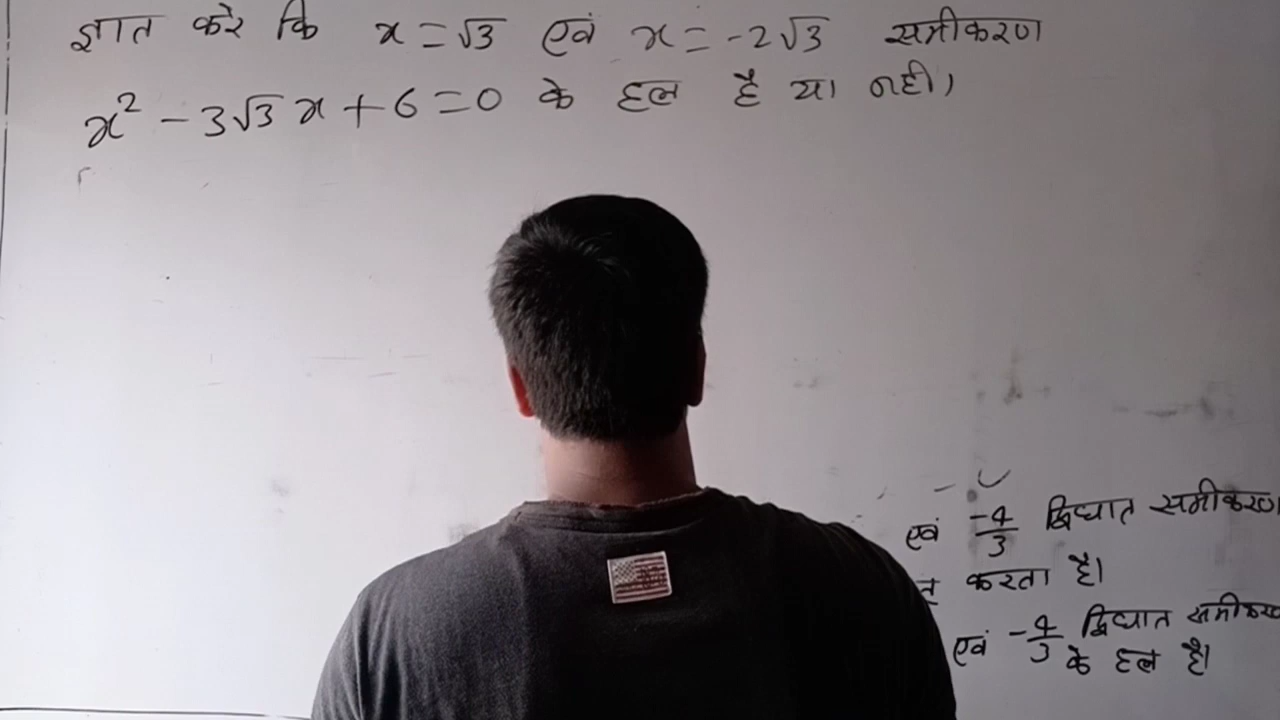 ज्ञात करे कि x = √3 एवं x = -2√3 समीकरण
x² - 3√3 x + 6 = 0 के हल है या नही।
एवं -4/3 द्विघात समीकरण
करता है।
एवं -4/3 द्विघात समीकरण
के हल है।